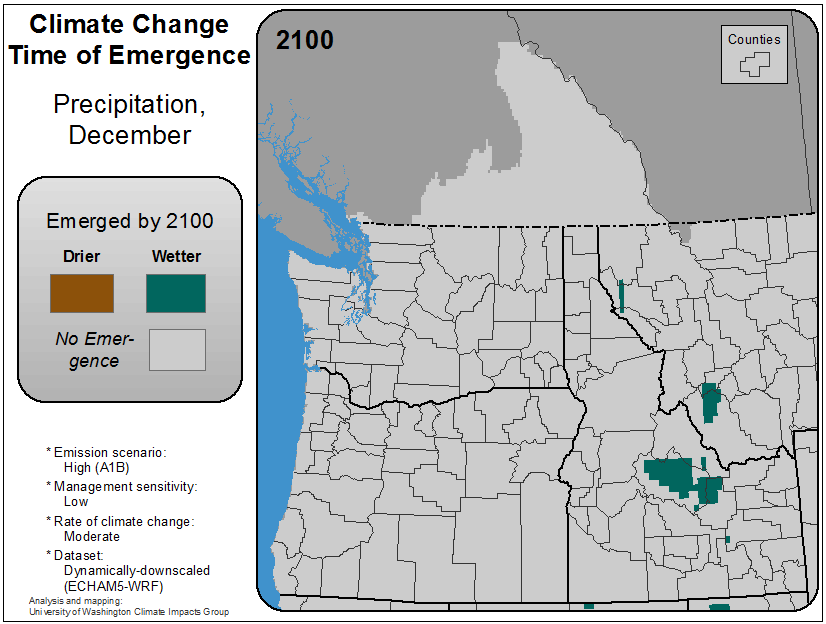 Climate Change
Time of Emergence
Precipitation,
December
Emerged by 2100
Drier
Wetter
No Emer-
gence
* Emission scenario:
High (A1B)
* Management sensitivity:
Low
* Rate of climate change:
Moderate
* Dataset:
Dynamically-downscaled
(ECHAM5-WRF)
Analysis and mapping:
University of Washington Climate Impacts Group
2100
Counties